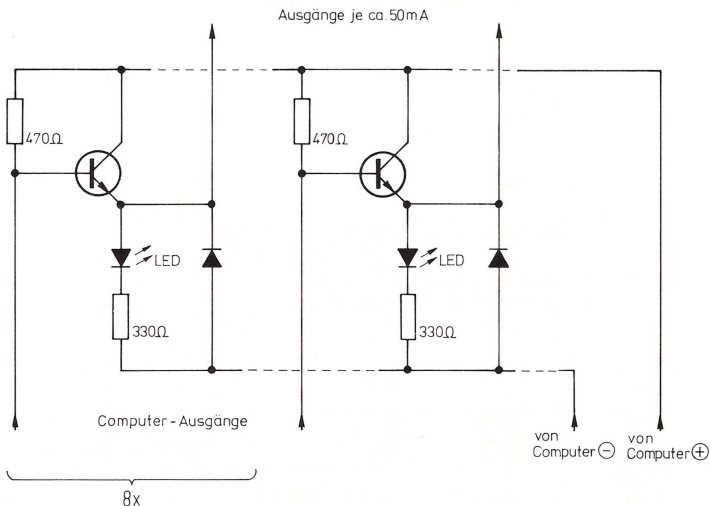 Ausgänge je ca. 50mA
470Ω
470Ω
LED
LED
330Ω
330Ω
Computer-Ausgänge
von
Computer ⊖
von
Computer ⊕
8x